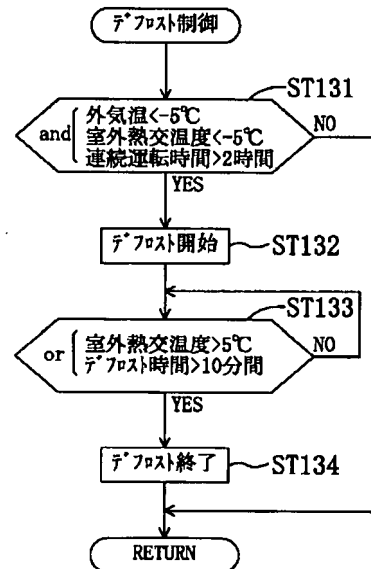 ﾃﾞﾌﾛｽﾄ制御
ST131
外気温<-5℃
and 室外熱交温度<-5℃ NO
連続運転時間>2時間
YES
ﾃﾞﾌﾛｽﾄ開始 ST132
ST133
室外熱交温度>5℃
or ﾃﾞﾌﾛｽﾄ時間>10分間 NO
YES
ﾃﾞﾌﾛｽﾄ終了 ST134
RETURN